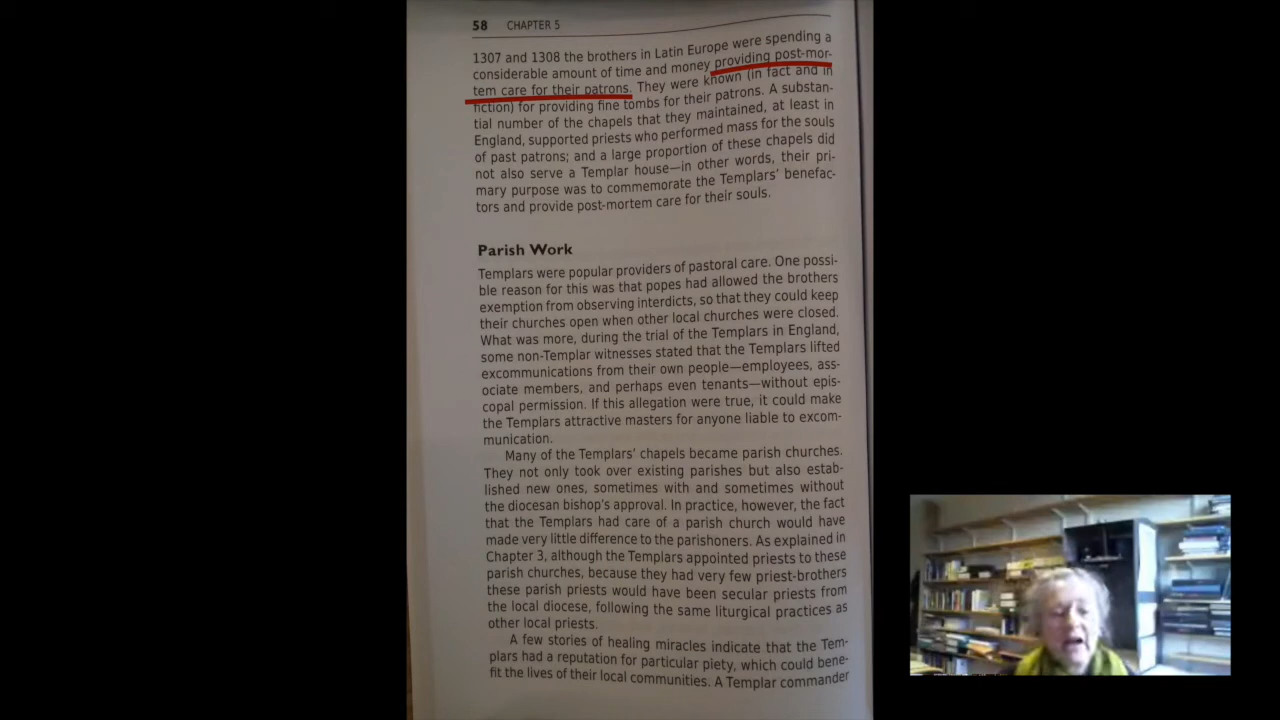 58 CHAPTER 5
1307 and 1308 the brothers in Latin Europe were spending a
considerable amount of time and money providing post-mor-
tem care for their patrons. They were known (in fact and in
fiction) for providing fine tombs for their patrons. A substan-
tial number of the chapels that they maintained, at least in
England, supported priests who performed mass for the souls
of past patrons; and a large proportion of these chapels did
not also serve a Templar house—in other words, their pri-
mary purpose was to commemorate the Templars' benefac-
tors and provide post-mortem care for their souls.
Parish Work
Templars were popular providers of pastoral care. One possi-
ble reason for this was that popes had allowed the brothers
exemption from observing interdicts, so that they could keep
their churches open when other local churches were closed.
What was more, during the trial of the Templars in England,
some non-Templar witnesses stated that the Templars lifted
excommunications from their own people—employees, ass-
ociate members, and perhaps even tenants—without epis-
copal permission. If this allegation were true, it could make
the Templars attractive masters for anyone liable to excom-
munication.
Many of the Templars' chapels became parish churches.
They not only took over existing parishes but also estab-
lished new ones, sometimes with and sometimes without
the diocesan bishop's approval. In practice, however, the fact
that the Templars had care of a parish church would have
made very little difference to the parishoners. As explained in
Chapter 3, although the Templars appointed priests to these
parish churches, because they had very few priest-brothers
these parish priests would have been secular priests from
the local diocese, following the same liturgical practices as
other local priests.
A few stories of healing miracles indicate that the Tem-
plars had a reputation for particular piety, which could bene-
fit the lives of their local communities. A Templar commander